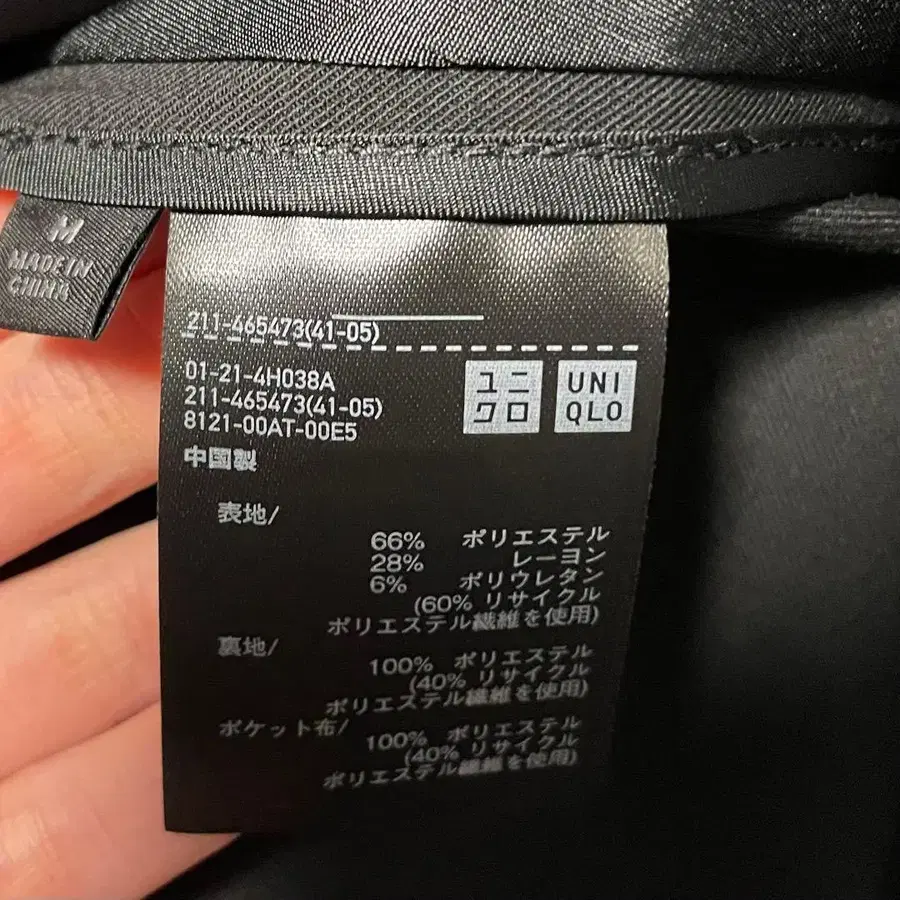 M
MADE IN
CHINA
211-465473(41-05)
01-21-4H038A
211-465473(41-05)
8121-00AT-00E5
中国製
ユニ
クロ
UNI
QLO
表地/
66% ポリエステル
28% レーヨン
6% ポリウレタン
(60% リサイクル
ポリエステル繊維を使用)
裏地/
100% ポリエステル
(40% リサイクル
ポリエステル繊維を使用)
ポケット布/
100% ポリエステル
(40% リサイクル
ポリエステル繊維を使用)